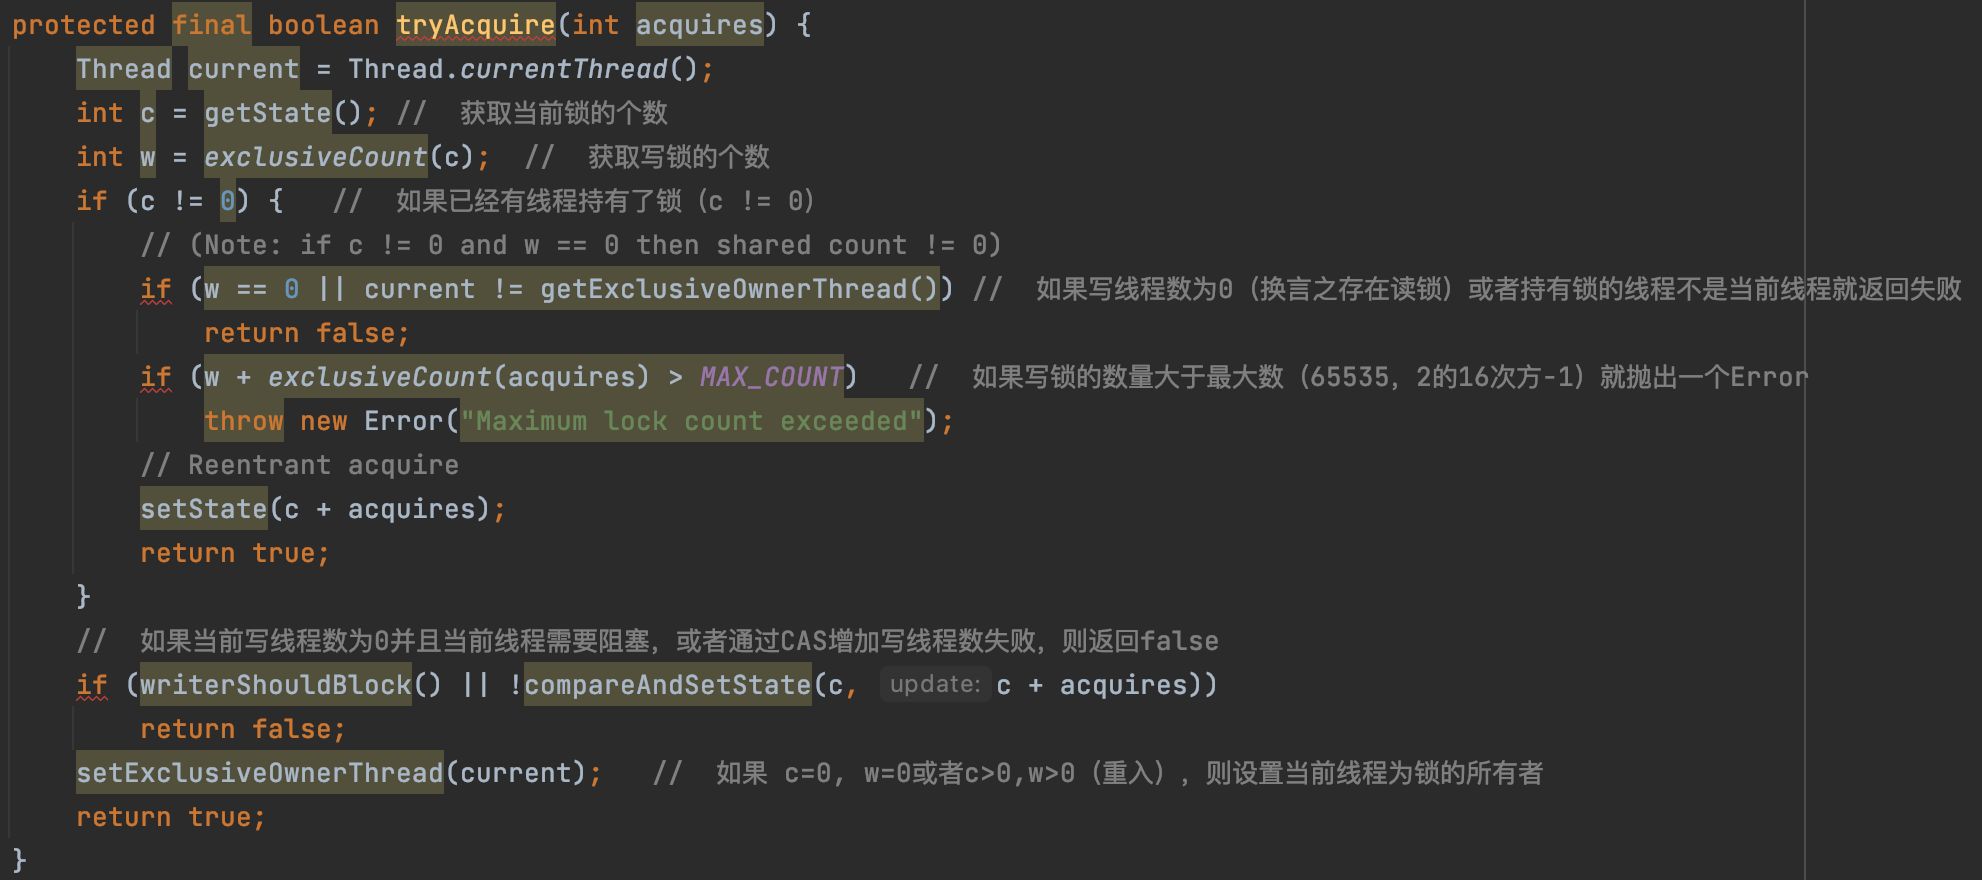 protected final boolean tryAcquire(int acquires) {
    Thread current = Thread.currentThread();
    int c = getState(); //  获取当前锁的个数
    int w = exclusiveCount(c);  //  获取写锁的个数
    if (c != 0) {   //  如果已经有线程持有了锁（c != 0）
        // (Note: if c != 0 and w == 0 then shared count != 0)
        if (w == 0 || current != getExclusiveOwnerThread()) //  如果写线程数为0（换言之存在读锁）或者持有锁的线程不是当前线程就返回失败
            return false;
        if (w + exclusiveCount(acquires) > MAX_COUNT)   //  如果写锁的数量大于最大数（65535，2的16次方-1）就抛出一个Error
            throw new Error("Maximum lock count exceeded");
        // Reentrant acquire
        setState(c + acquires);
        return true;
    }
    //  如果当前写线程数为0并且当前线程需要阻塞，或者通过CAS增加写线程数失败，则返回false
    if (writerShouldBlock() || !compareAndSetState(c, update: c + acquires))
        return false;
    setExclusiveOwnerThread(current);   //  如果 c=0, w=0或者c>0,w>0（重入），则设置当前线程为锁的所有者
    return true;
}